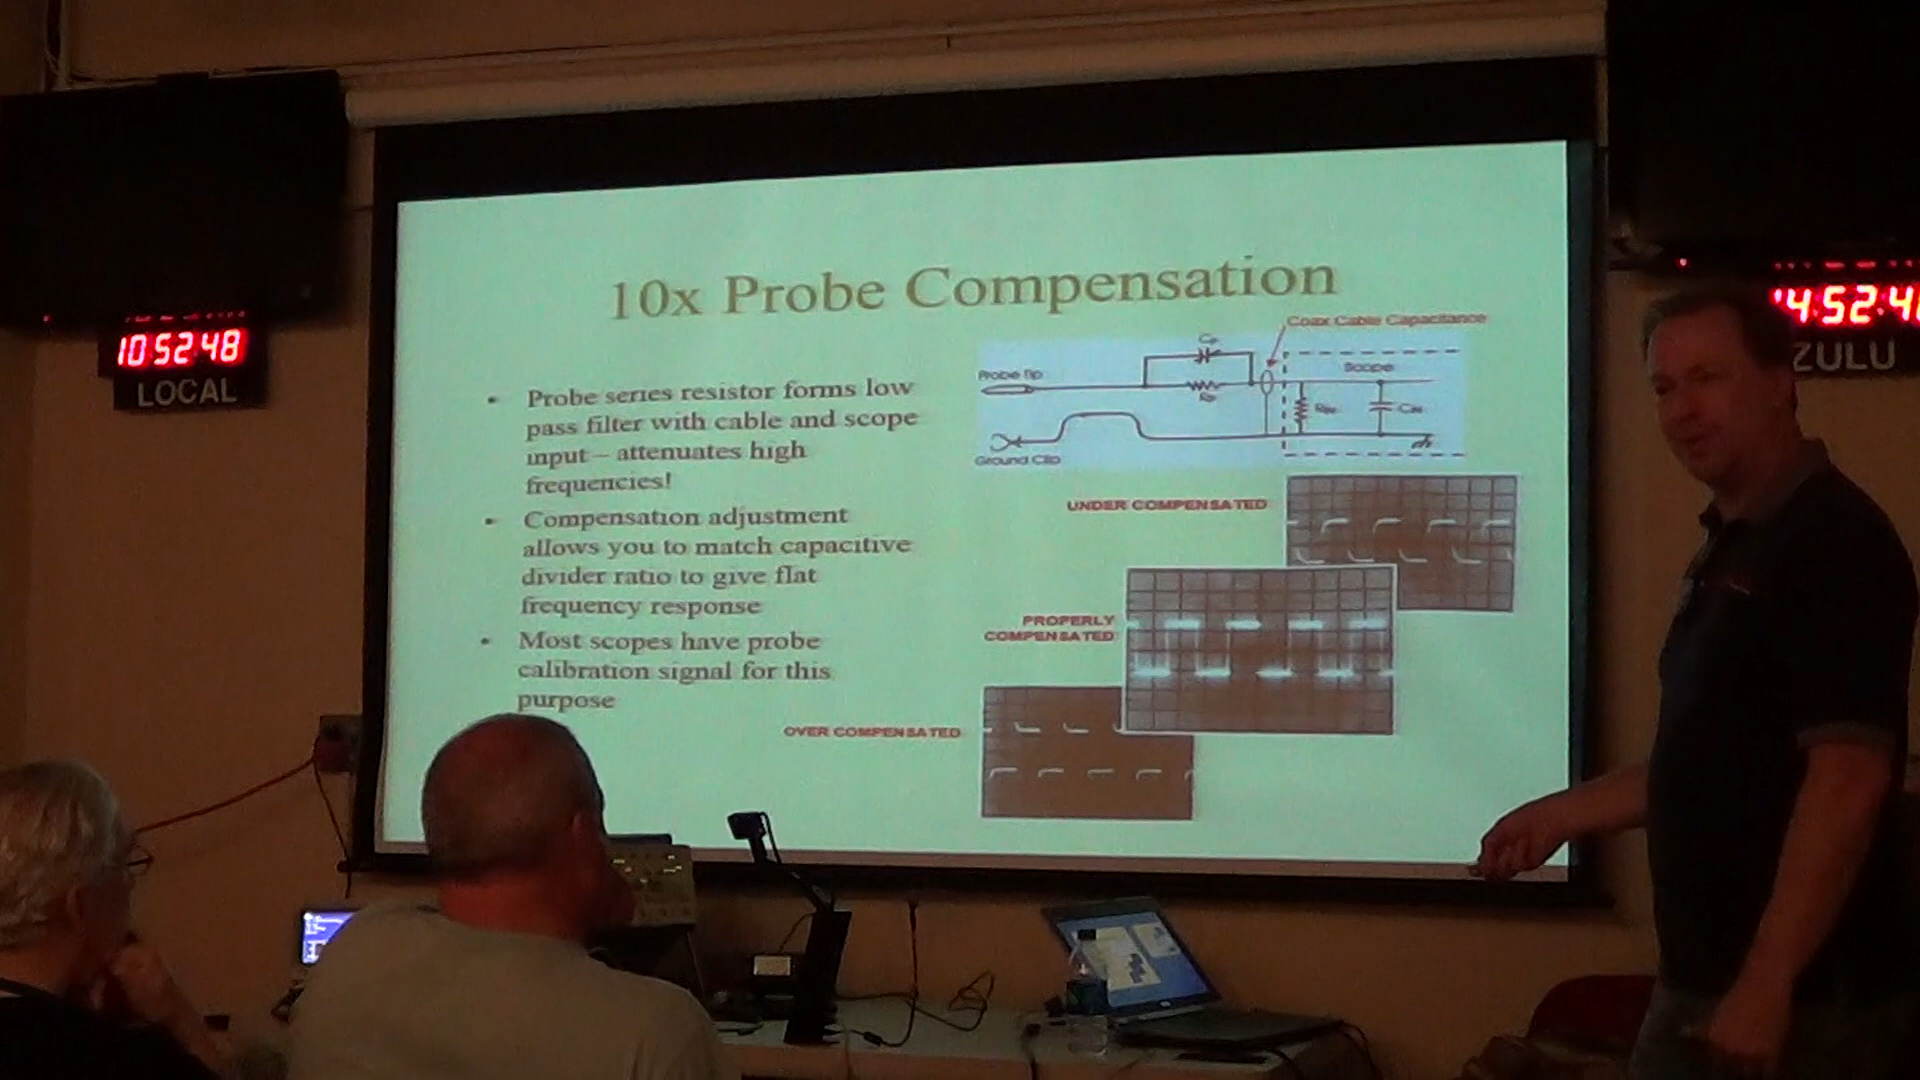 10x Probe Compensation
Probe series resistor forms low
pass filter with cable and scope
input – attenuates high
frequencies!
Compensation adjustment
allows you to match capacitive
divider ratio to give flat
frequency response
Most scopes have probe
calibration signal for this
purpose
Coax Cable Capacitance
Probe Tip
Scope
Ground Clip
UNDER COMPENSATED
PROPERLY
COMPENSATED
OVER COMPENSATED
10:52:48
LOCAL
ZULU